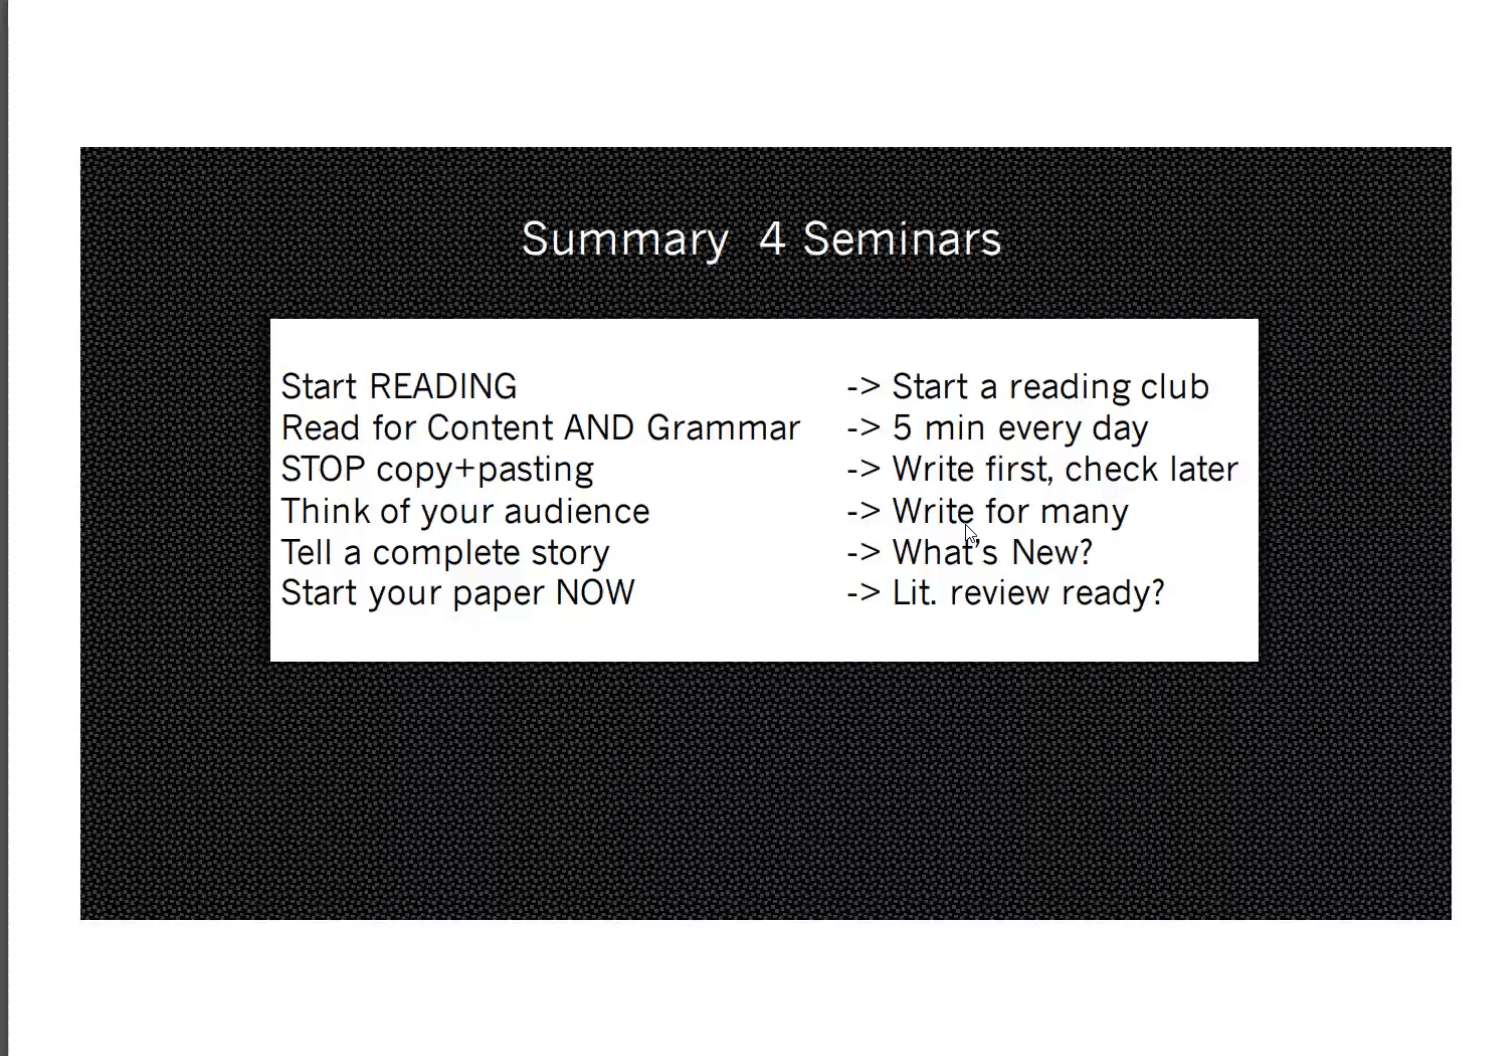 Summary 4 Seminars
Start READING -> Start a reading club
Read for Content AND Grammar -> 5 min every day
STOP copy+pasting -> Write first, check later
Think of your audience -> Write for many
Tell a complete story -> What's New?
Start your paper NOW -> Lit. review ready?